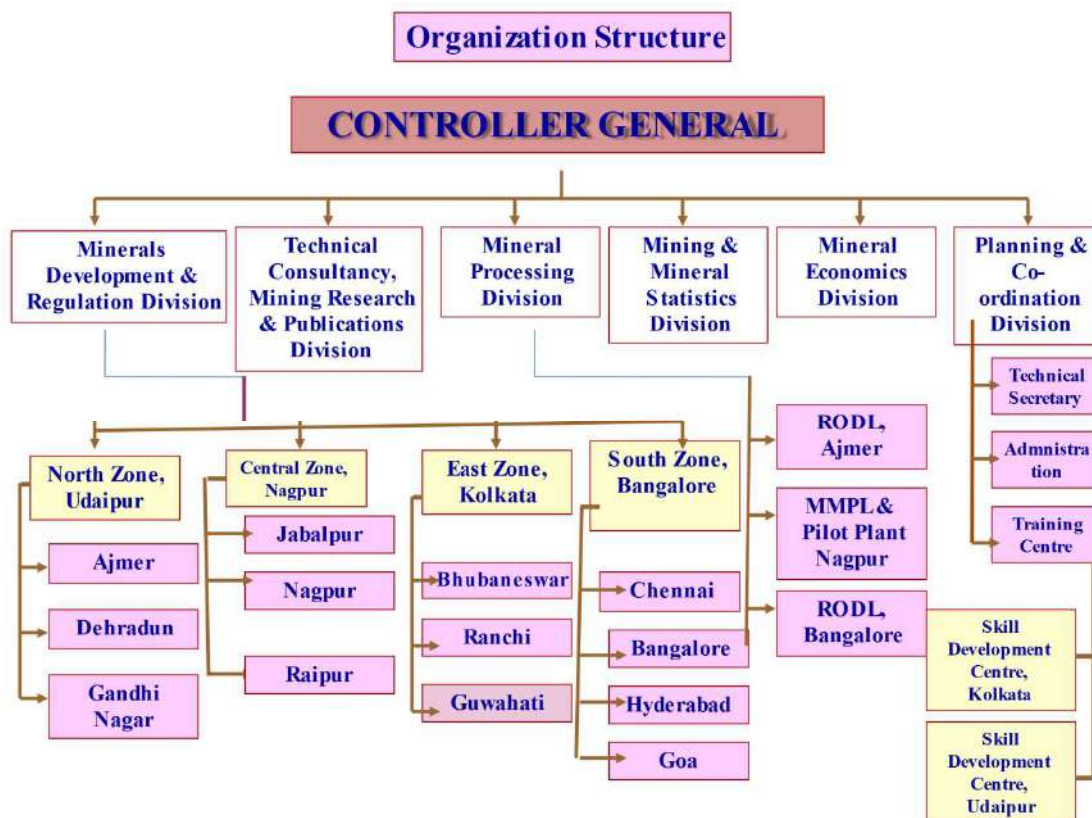 Organization Structure
CONTROLLER GENERAL
Minerals
Development &
Regulation Division
Technical
Consultancy,
Mining Research
& Publications
Division
Mineral
Processing
Division
Mining &
Mineral
Statistics
Division
Mineral
Economics
Division
Planning &
Co-
ordination
Division
Technical
Secretary
Admnistra
tion
Training
Centre
North Zone,
Udaipur
Ajmer
Dehradun
Gandhi
Nagar
Central Zone,
Nagpur
Jabalpur
Nagpur
Raipur
East Zone,
Kolkata
Bhubaneswar
Ranchi
Guwahati
South Zone,
Bangalore
Chennai
Bangalore
Hyderabad
Goa
RODL,
Ajmer
MMPL &
Pilot Plant
Nagpur
RODL,
Bangalore
Skill
Development
Centre,
Kolkata
Skill
Development
Centre,
Udaipur